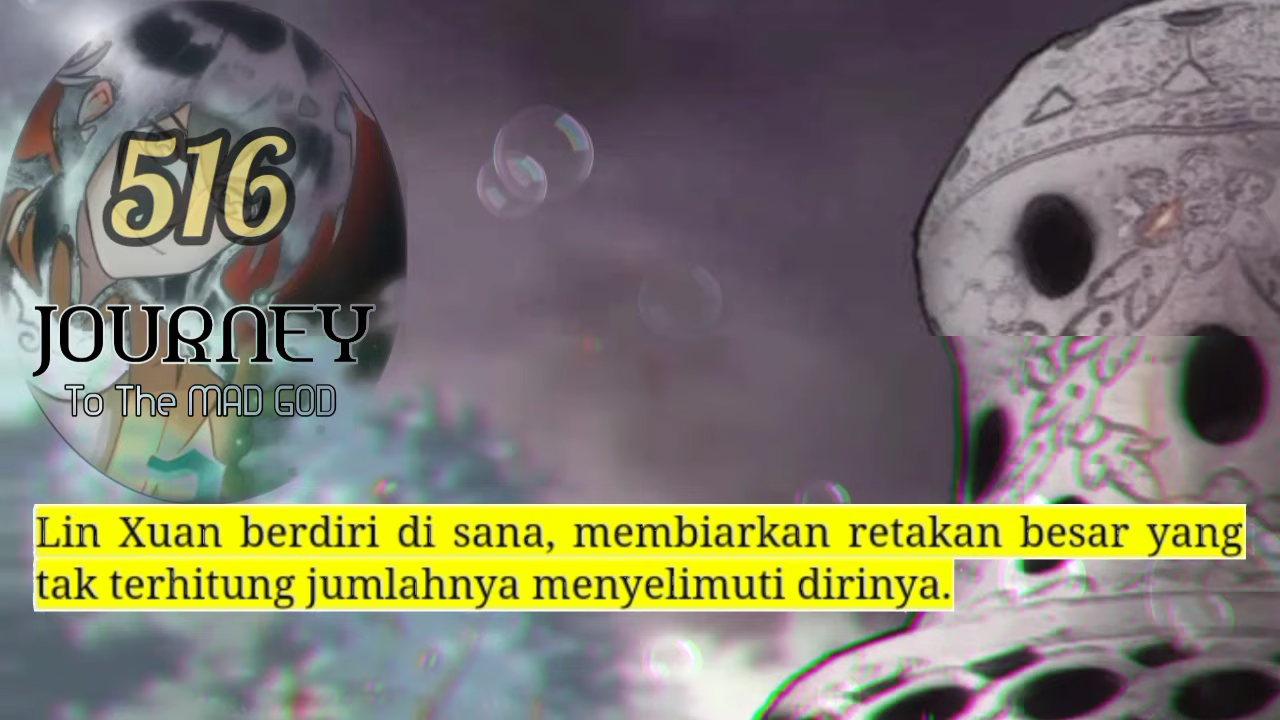 516
JOURNEY
To The MAD GOD
Lin Xuan berdiri di sana, membiarkan retakan besar yang
tak terhitung jumlahnya menyelimuti dirinya.